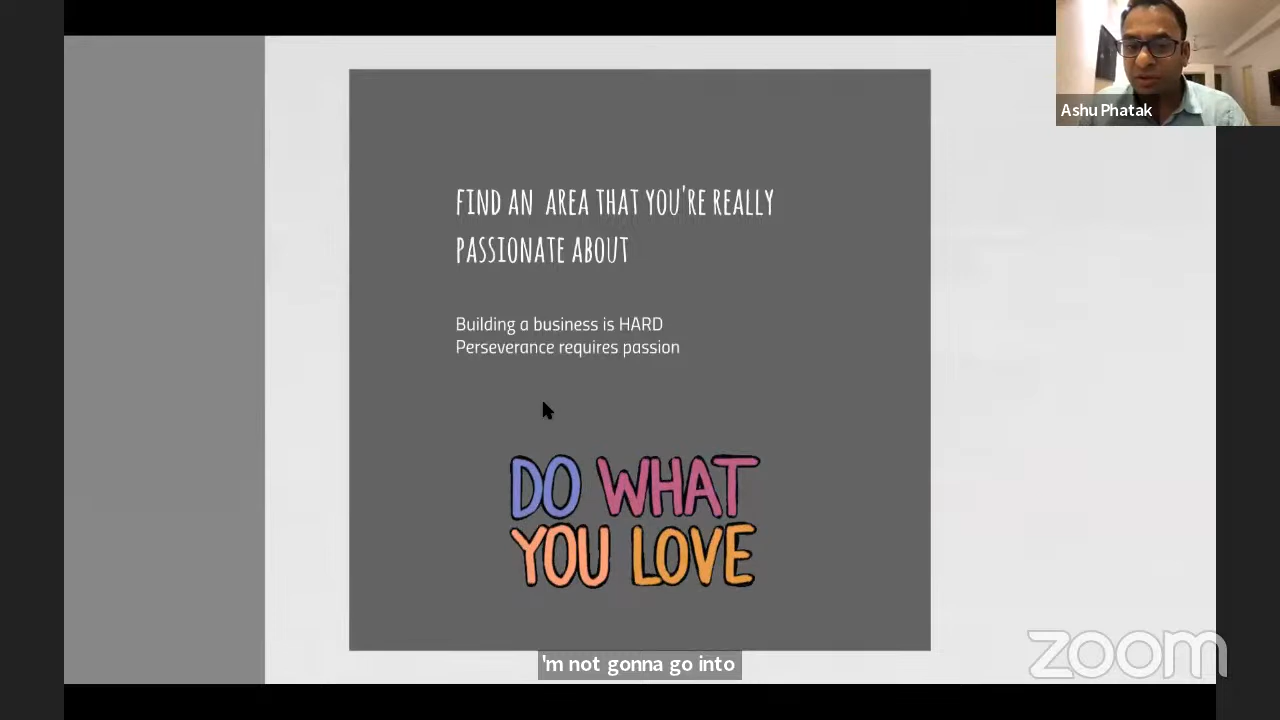 Ashu Phatak
FIND AN AREA THAT YOU'RE REALLY
PASSIONATE ABOUT
Building a business is HARD
Perseverance requires passion
DO WHAT
YOU LOVE
'm not gonna go into
zoom